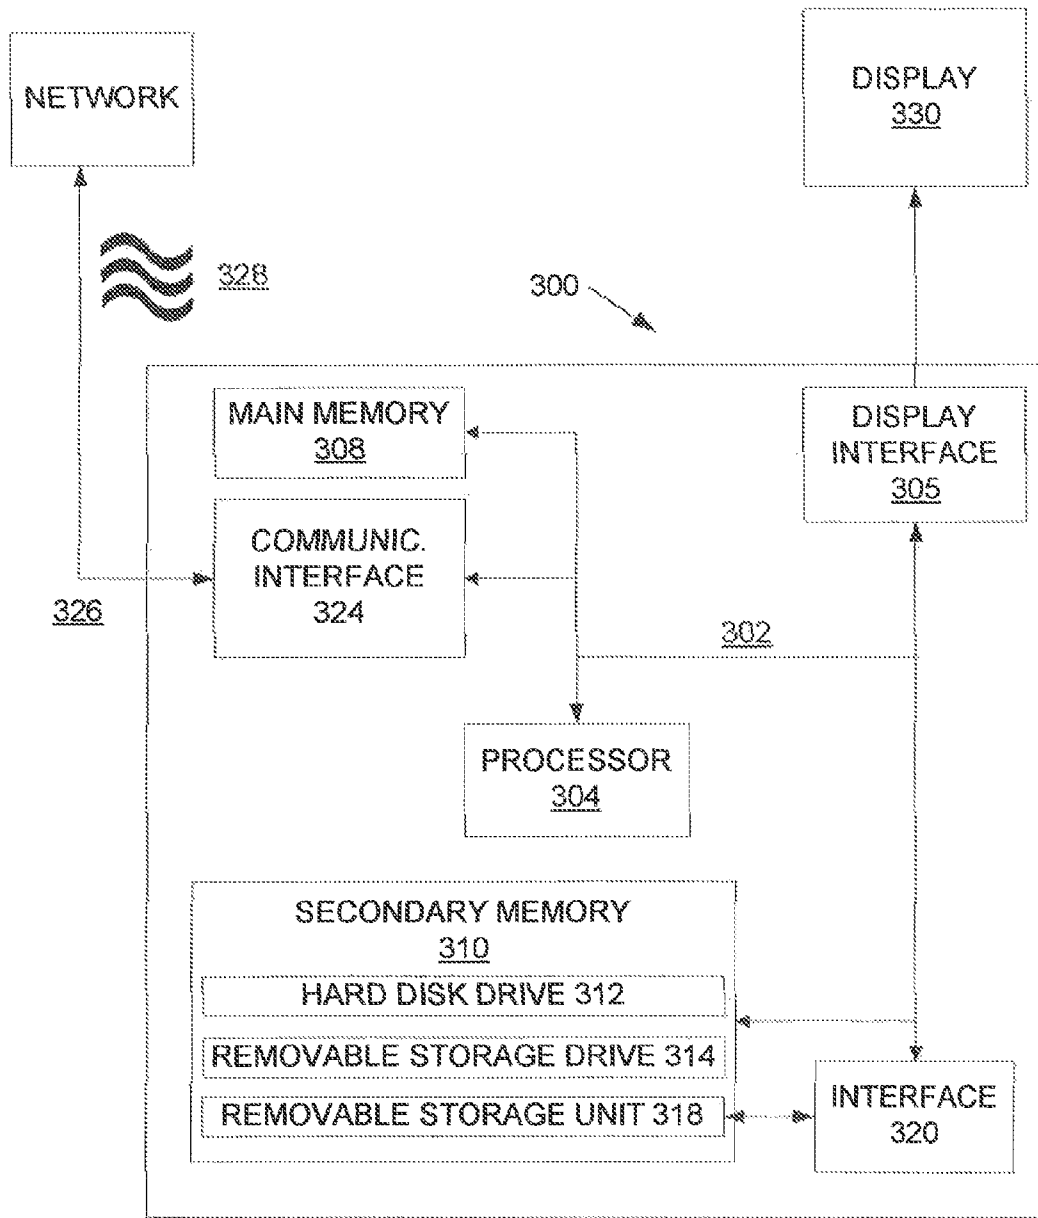 NETWORK
DISPLAY
330
328
300
MAIN MEMORY
308
DISPLAY
INTERFACE
305
COMMUNIC.
INTERFACE
324
326
302
PROCESSOR
304
SECONDARY MEMORY
310
HARD DISK DRIVE 312
REMOVABLE STORAGE DRIVE 314
REMOVABLE STORAGE UNIT 318
INTERFACE
320